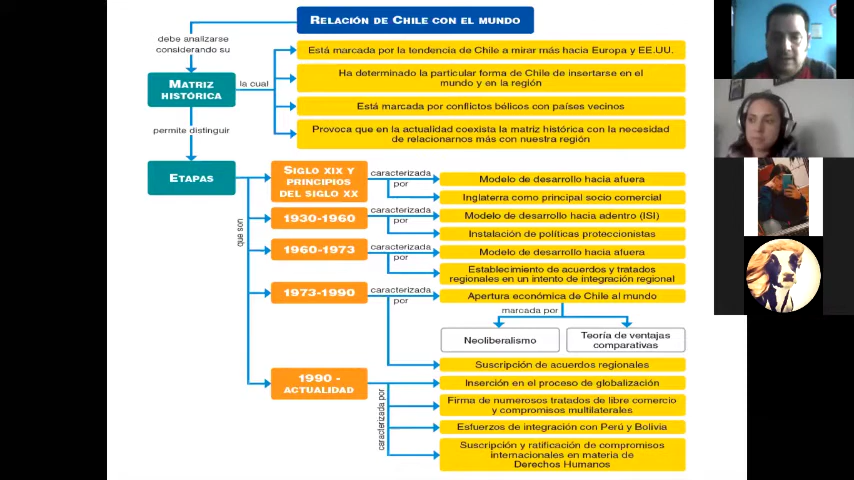 RELACIÓN DE CHILE CON EL MUNDO
debe analizarse
considerando su
MATRIZ
HISTÓRICA
la cual
Está marcada por la tendencia de Chile a mirar más hacia Europa y EE.UU.
Ha determinado la particular forma de Chile de insertarse en el
mundo y en la región
Está marcada por conflictos bélicos con países vecinos
Provoca que en la actualidad coexista la matriz histórica con la necesidad
de relacionarnos más con nuestra región
permite distinguir
ETAPAS
que son
SIGLO XIX Y
PRINCIPIOS
DEL SIGLO XX
caracterizada
por
Modelo de desarrollo hacia afuera
Inglaterra como principal socio comercial
1930-1960
caracterizada
por
Modelo de desarrollo hacia adentro (ISI)
Instalación de políticas proteccionistas
1960-1973
caracterizada
por
Modelo de desarrollo hacia afuera
Establecimiento de acuerdos y tratados
regionales en un intento de integración regional
1973-1990
caracterizada
por
Apertura económica de Chile al mundo
marcada por
Neoliberalismo
Teoría de ventajas
comparativas
Suscripción de acuerdos regionales
1990 -
ACTUALIDAD
caracterizada por
Inserción en el proceso de globalización
Firma de numerosos tratados de libre comercio
y compromisos multilaterales
Esfuerzos de integración con Perú y Bolivia
Suscripción y ratificación de compromisos
internacionales en materia de
Derechos Humanos